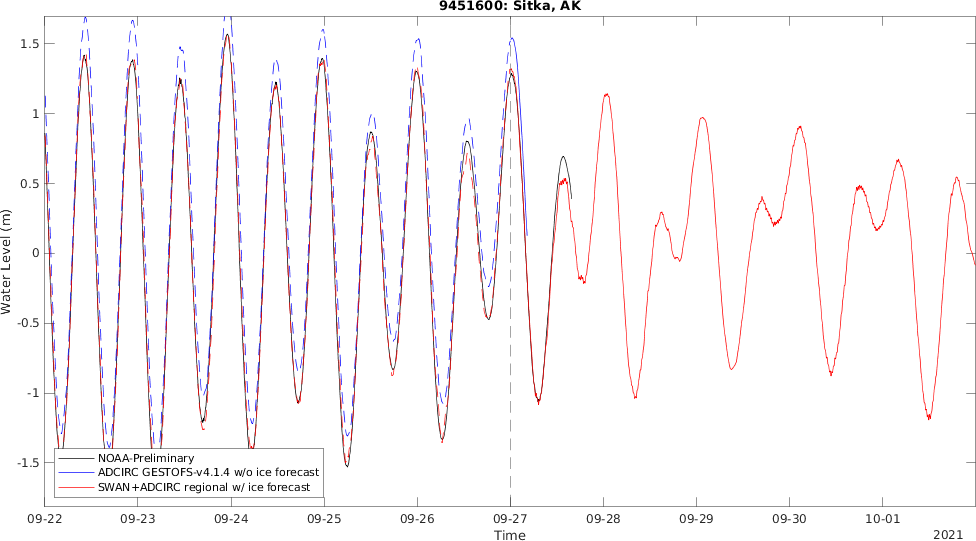 9451600: Sitka, AK
Water Level (m)
1.5
1
0.5
0
-0.5
-1
-1.5
NOAA-Preliminary
ADCIRC GESTOFS-v4.1.4 w/o ice forecast
SWAN+ADCIRC regional w/ ice forecast
09-22 09-23 09-24 09-25 09-26 09-27 09-28 09-29 09-30 10-01
Time
2021